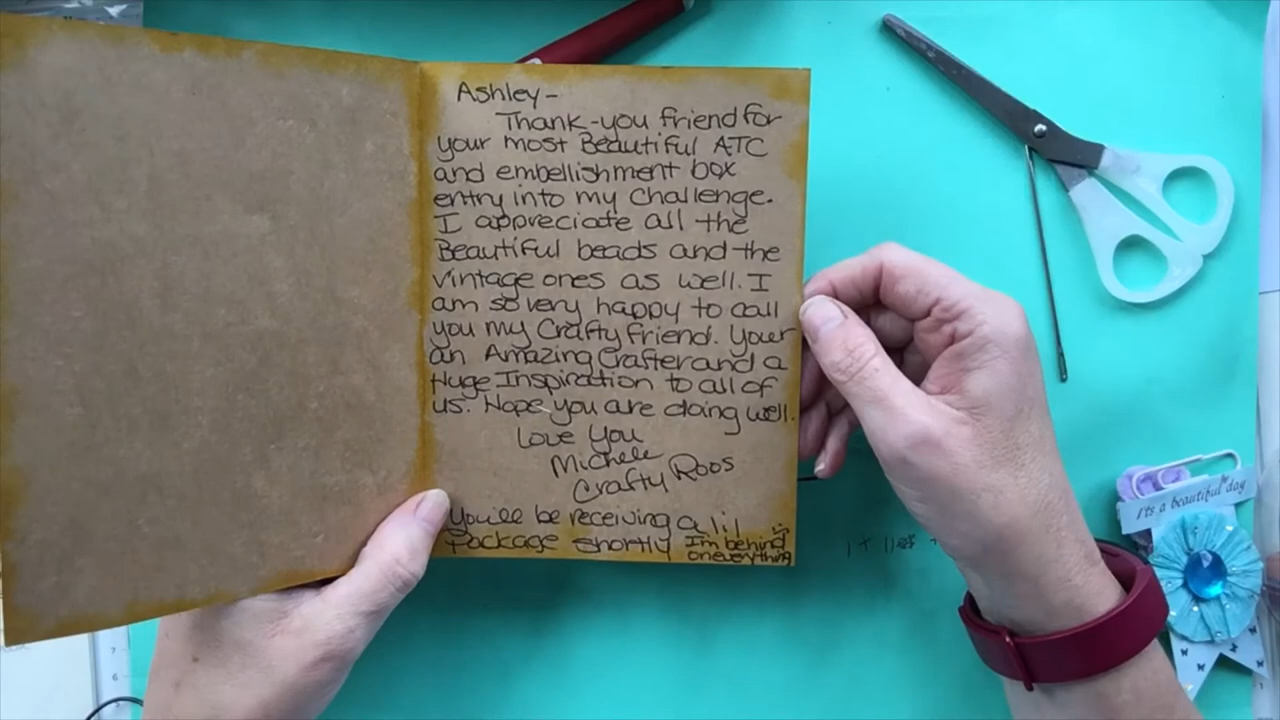 Ashley-
Thank-you friend for
your most Beautiful ATC
and embellishment box
entry into my Challenge.
I appreciate all the
Beautiful beads and the
vintage ones as well. I
am so very happy to call
you my Crafty Friend. Your
an Amazing Crafter and a
Huge Inspiration to all of
us. Hope you are doing well.
Love You
Michele
Crafty Roos
You'll be receiving a lil
Package shortly I'm behind
on everything
It's a beautiful day
7
6